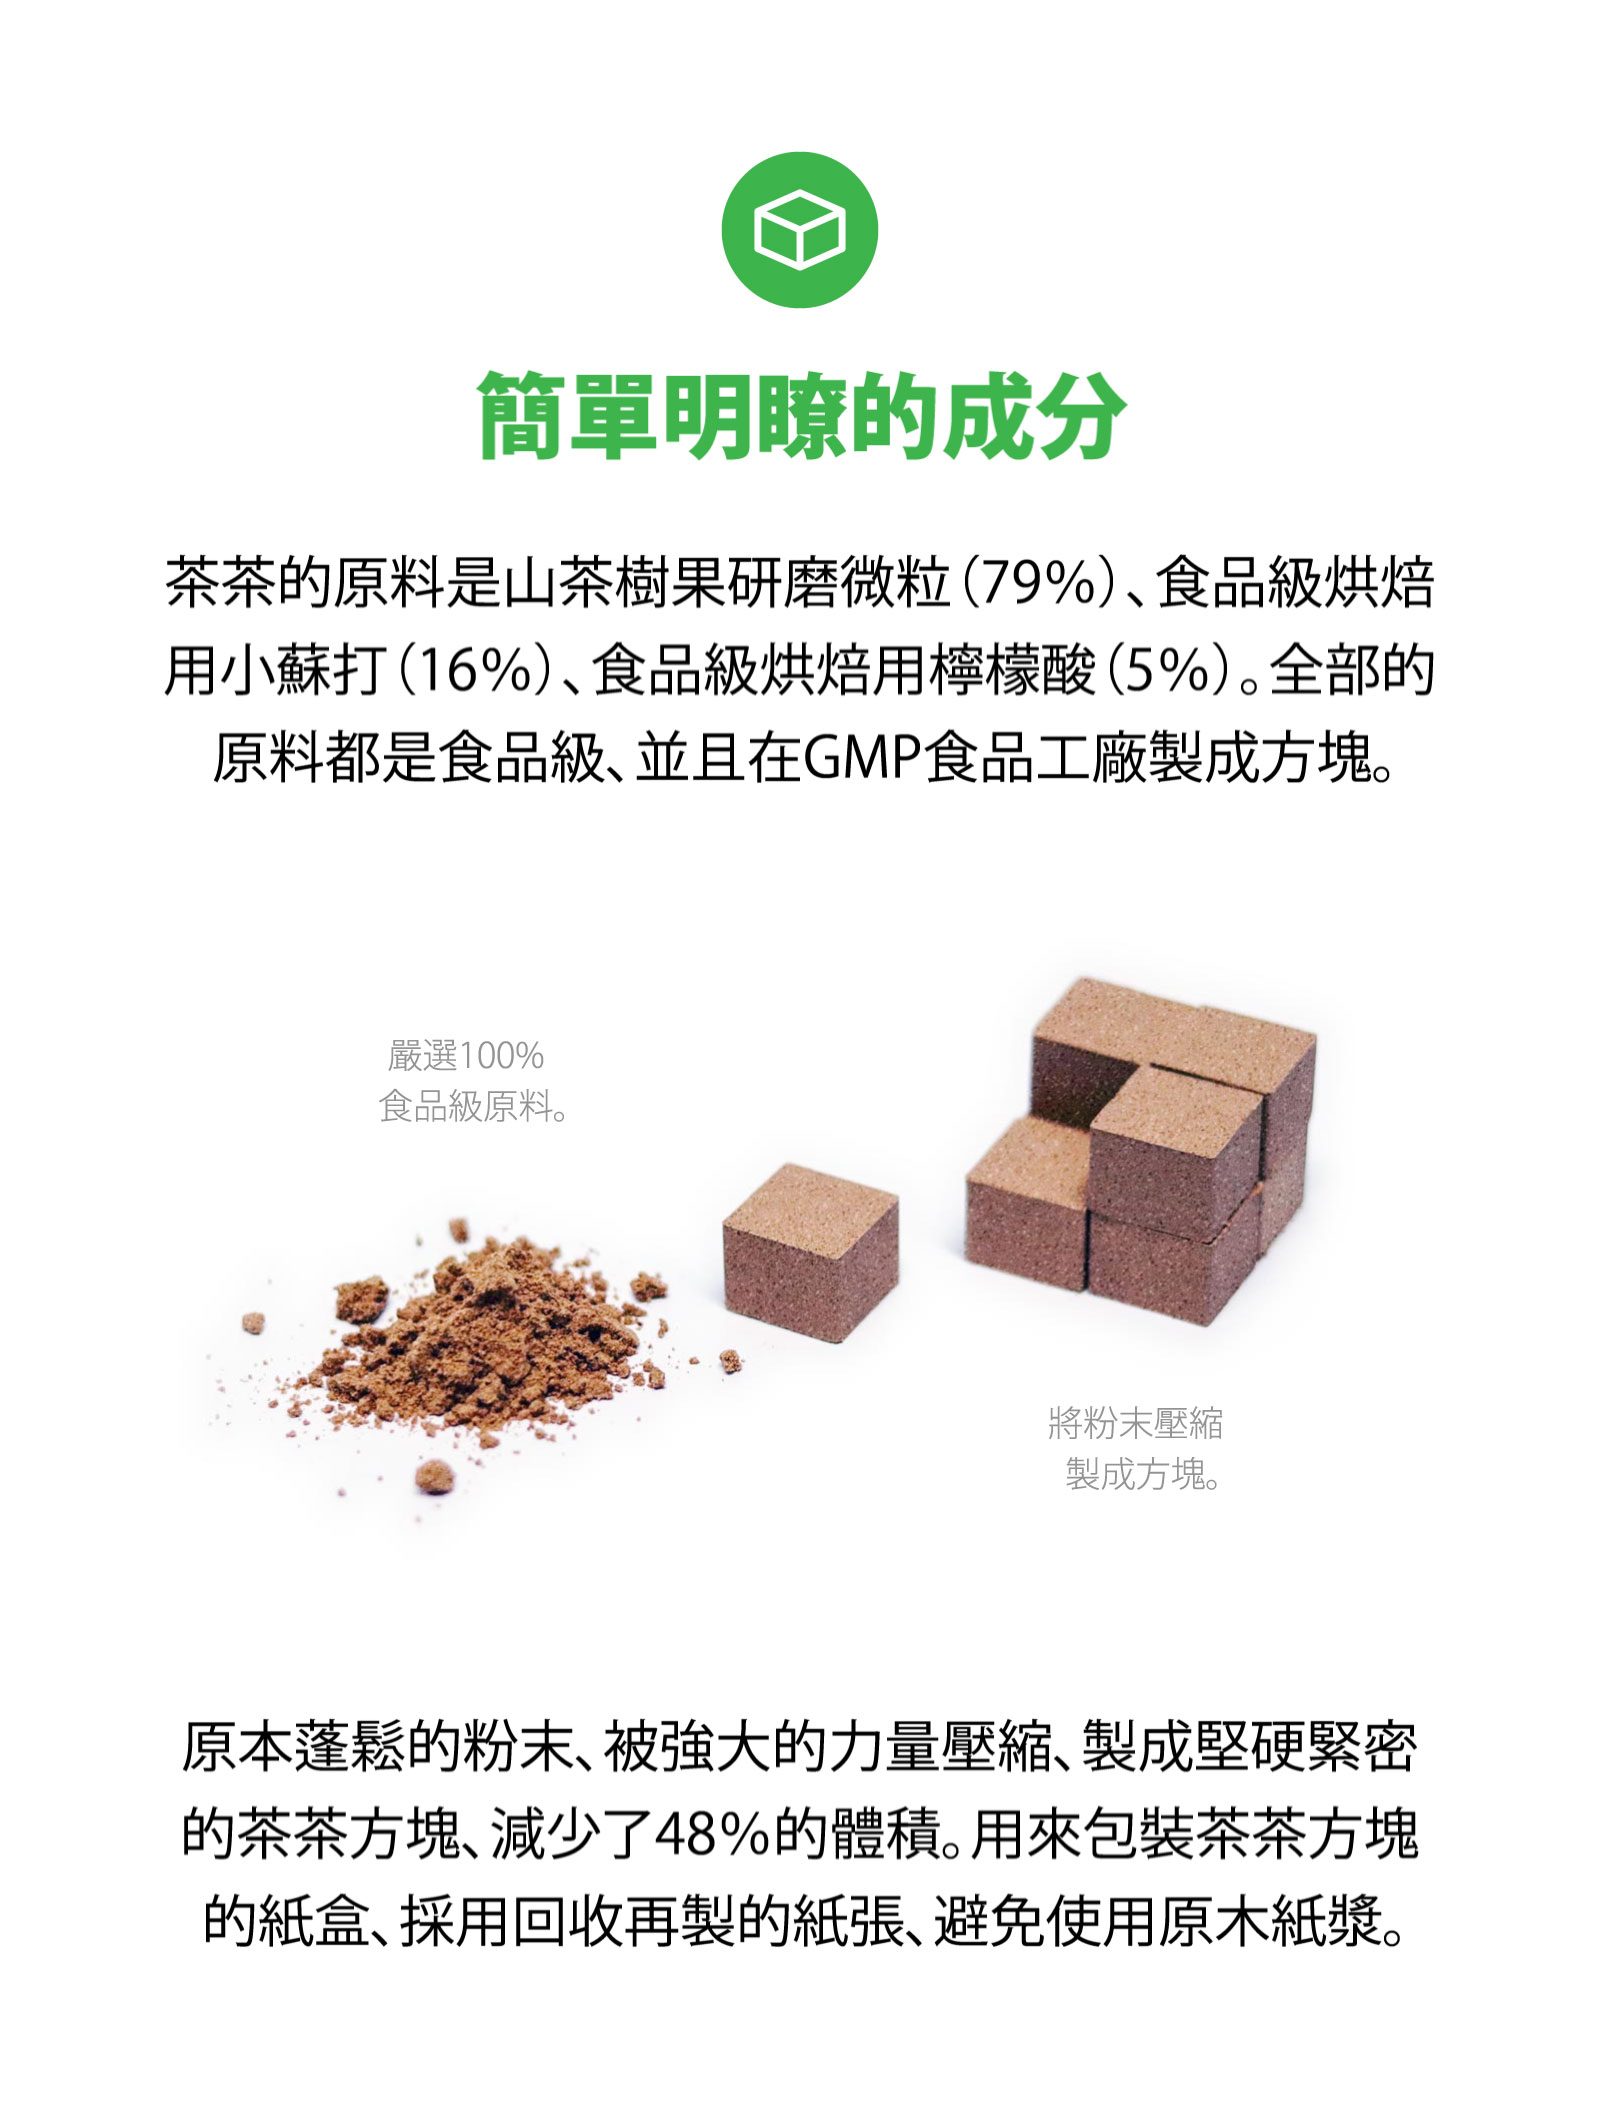 簡單明瞭的成分
茶茶的原料是山茶樹果研磨微粒（79%）、食品級烘焙
用小蘇打（16%）、食品級烘焙用檸檬酸（5%）。全部的
原料都是食品級、並且在GMP食品工廠製成方塊。
嚴選100%
食品級原料。
將粉末壓縮
製成方塊。
原本蓬鬆的粉末、被強大的力量壓縮、製成堅硬緊密
的茶茶方塊、減少了48%的體積。用來包裝茶茶方塊
的紙盒、採用回收再製的紙張、避免使用原木紙漿。